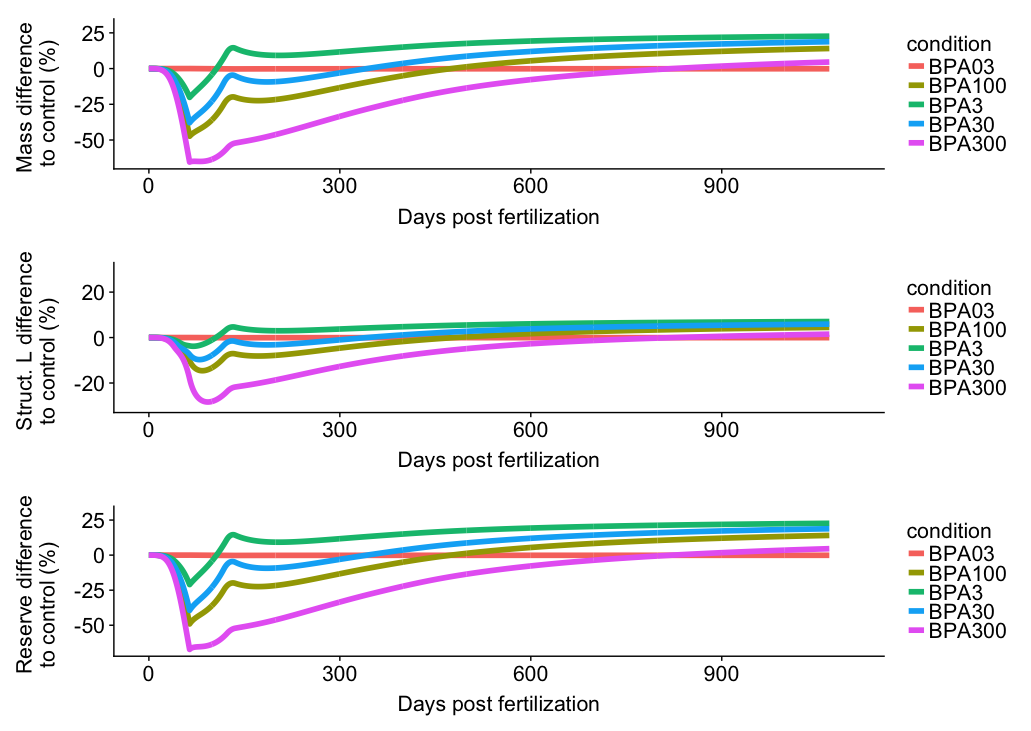 Mass difference
to control (%)
25
0
-25
-50
0
300
600
900
Days post fertilization
condition
BPA03
BPA100
BPA3
BPA30
BPA300
Struct. L difference
to control (%)
20
0
-20
0
300
600
900
Days post fertilization
condition
BPA03
BPA100
BPA3
BPA30
BPA300
Reserve difference
to control (%)
25
0
-25
-50
0
300
600
900
Days post fertilization
condition
BPA03
BPA100
BPA3
BPA30
BPA300